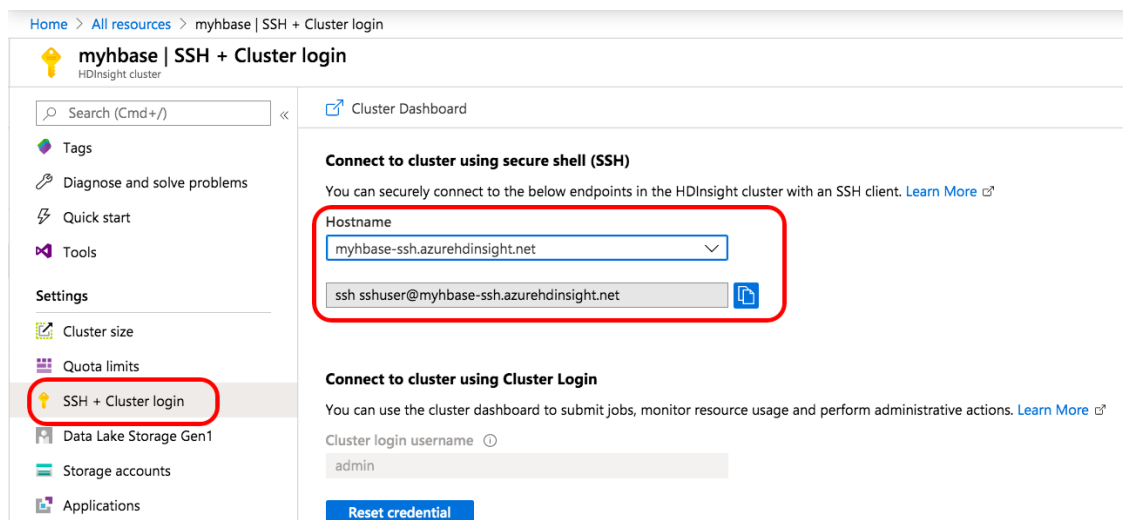 Home > All resources > myhbase | SSH + Cluster login
myhbase | SSH + Cluster login
HDInsight cluster
Search (Cmd+/)
«
Tags
Diagnose and solve problems
Quick start
Tools
Settings
Cluster size
Quota limits
SSH + Cluster login
Data Lake Storage Gen1
Storage accounts
Applications
Cluster Dashboard
Connect to cluster using secure shell (SSH)
You can securely connect to the below endpoints in the HDInsight cluster with an SSH client. Learn More
Hostname
myhbase-ssh.azurehdinsight.net
ssh sshuser@myhbase-ssh.azurehdinsight.net
Connect to cluster using Cluster Login
You can use the cluster dashboard to submit jobs, monitor resource usage and perform administrative actions. Learn More
Cluster login username
admin
Reset credential